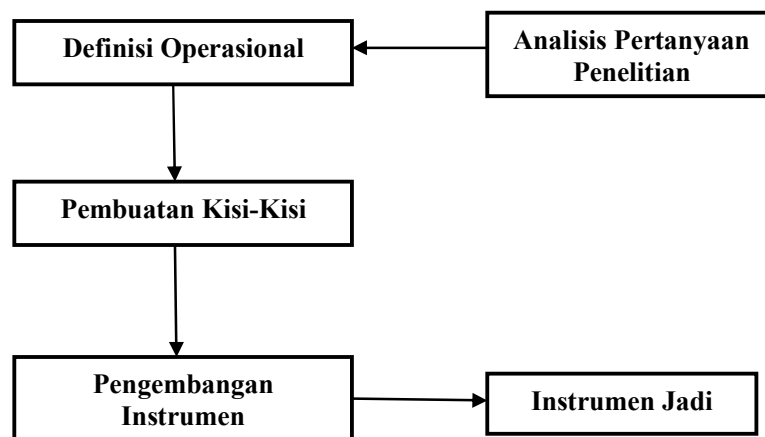 Definisi Operasional
Analisis Pertanyaan
Penelitian
Pembuatan Kisi-Kisi
Pengembangan
Instrumen
Instrumen Jadi